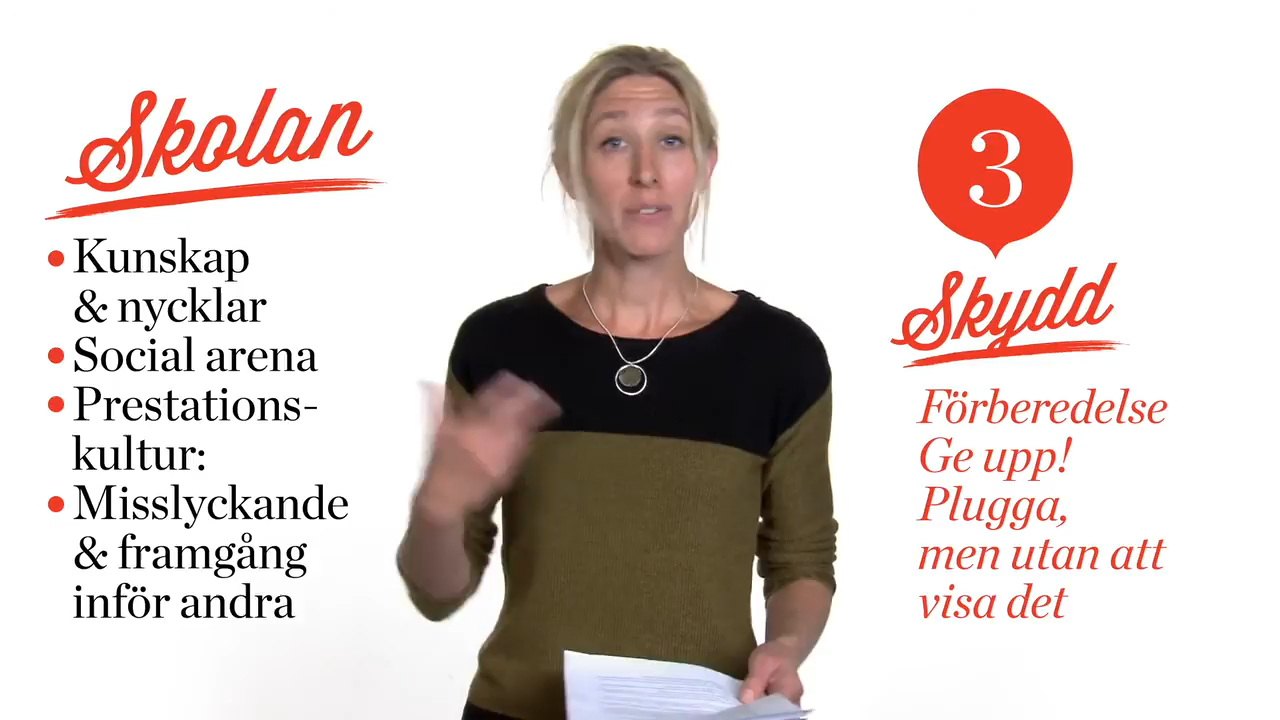 Skolan
• Kunskap
& nycklar
• Social arena
• Prestations-
kultur:
• Misslyckande
& framgång
inför andra
3
Skydd
Förberedelse
Ge upp!
Plugga,
men utan att
visa det